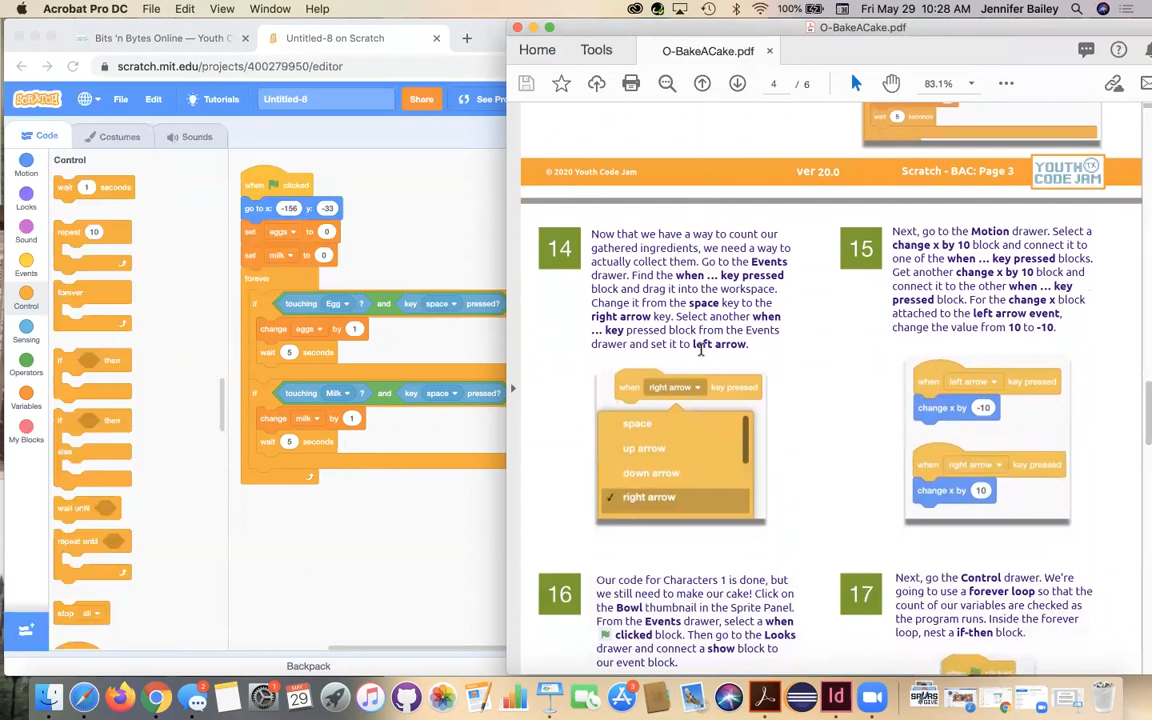 Acrobat Pro DC File Edit View Window Help
100% Fri May 29 10:28 AM Jennifer Bailey
Bits 'n Bytes Online — Youth C
Untitled-8 on Scratch
scratch.mit.edu/projects/400279950/editor
SCRATCH File Edit Tutorials Untitled-8 Share See Pro
Code Costumes Sounds
Motion
Looks
Sound
Events
Control
Sensing
Operators
Variables
My Blocks
Control
wait 1 seconds
repeat 10
forever
if then
if then
else
wait until
repeat until
stop all
when clicked
go to x: -156 y: -33
set eggs to 0
set milk to 0
forever
if touching Egg ? and key space pressed?
change eggs by 1
wait 5 seconds
if touching Milk ? and key space pressed?
change milk by 1
wait 5 seconds
Backpack
O-BakeACake.pdf
Home Tools O-BakeACake.pdf
4 / 6 83.1%
wait 5 seconds
© 2020 Youth Code Jam ver 20.0 Scratch - BAC: Page 3 YOUTH CODE JAM TX
14
Now that we have a way to count our
gathered ingredients, we need a way to
actually collect them. Go to the Events
drawer. Find the when ... key pressed
block and drag it into the workspace.
Change it from the space key to the
right arrow key. Select another when
... key pressed block from the Events
drawer and set it to left arrow.
when right arrow key pressed
space
up arrow
down arrow
✓ right arrow
15
Next, go to the Motion drawer. Select a
change x by 10 block and connect it to
one of the when ... key pressed blocks.
Get another change x by 10 block and
connect it to the other when ... key
pressed block. For the change x block
attached to the left arrow event,
change the value from 10 to -10.
when left arrow key pressed
change x by -10
when right arrow key pressed
change x by 10
16
Our code for Characters 1 is done, but
we still need to make our cake! Click on
the Bowl thumbnail in the Sprite Panel.
From the Events drawer, select a when
clicked block. Then go to the Looks
drawer and connect a show block to
our event block.
17
Next, go the Control drawer. We're
going to use a forever loop so that the
count of our variables are checked as
the program runs. Inside the forever
loop, nest a if-then block.